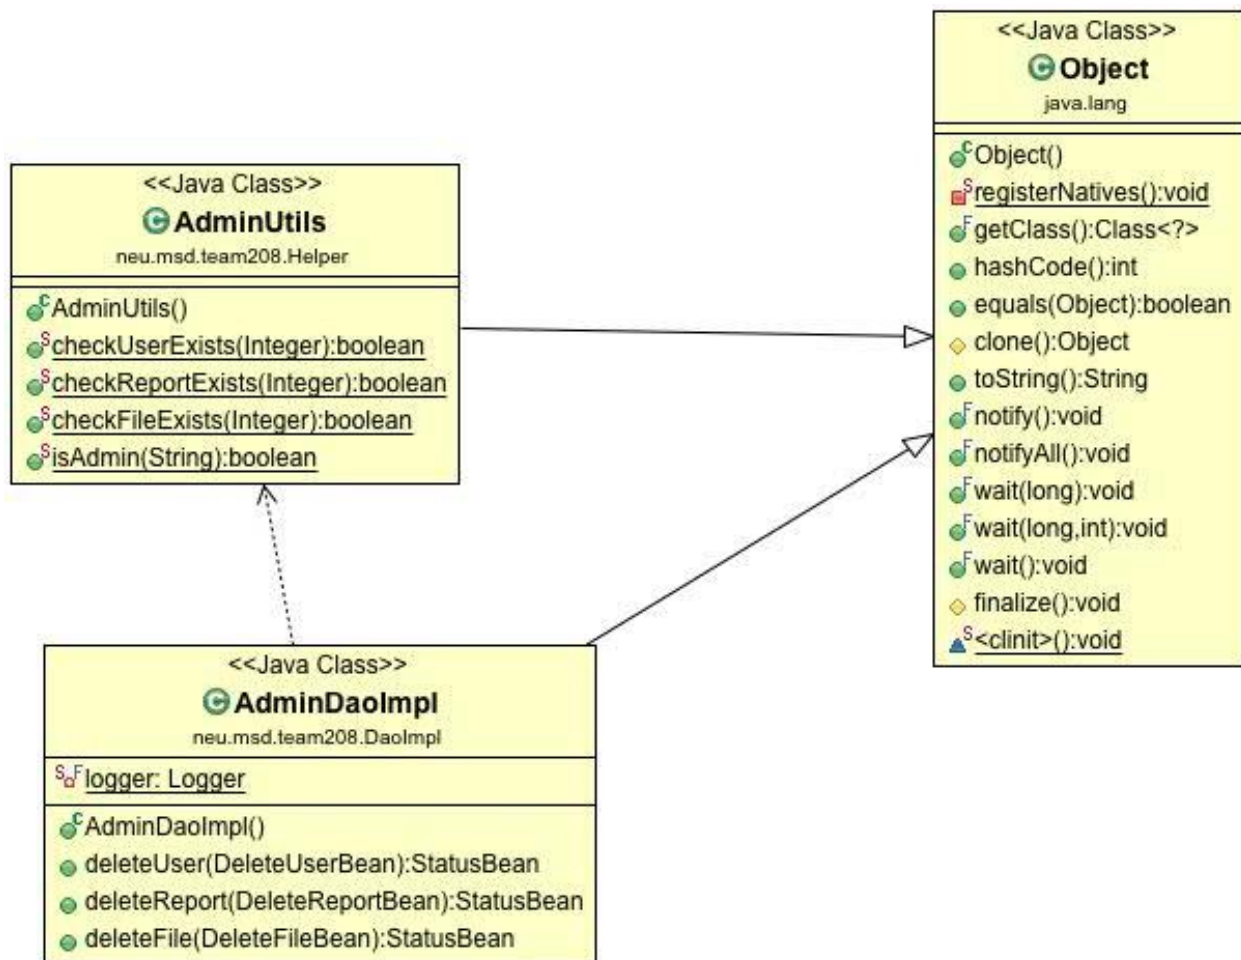 <<Java Class>>
Object
java.lang
Object()
registerNatives():void
getClass():Class<?>
hashCode():int
equals(Object):boolean
clone():Object
toString():String
notify():void
notifyAll():void
wait(long):void
wait(long,int):void
wait():void
finalize():void
<clinit>():void
<<Java Class>>
AdminUtils
neu.msd.team208.Helper
AdminUtils()
checkUserExists(Integer):boolean
checkReportExists(Integer):boolean
checkFileExists(Integer):boolean
isAdmin(String):boolean
<<Java Class>>
AdminDaoImpl
neu.msd.team208.DaoImpl
logger: Logger
AdminDaoImpl()
deleteUser(DeleteUserBean):StatusBean
deleteReport(DeleteReportBean):StatusBean
deleteFile(DeleteFileBean):StatusBean